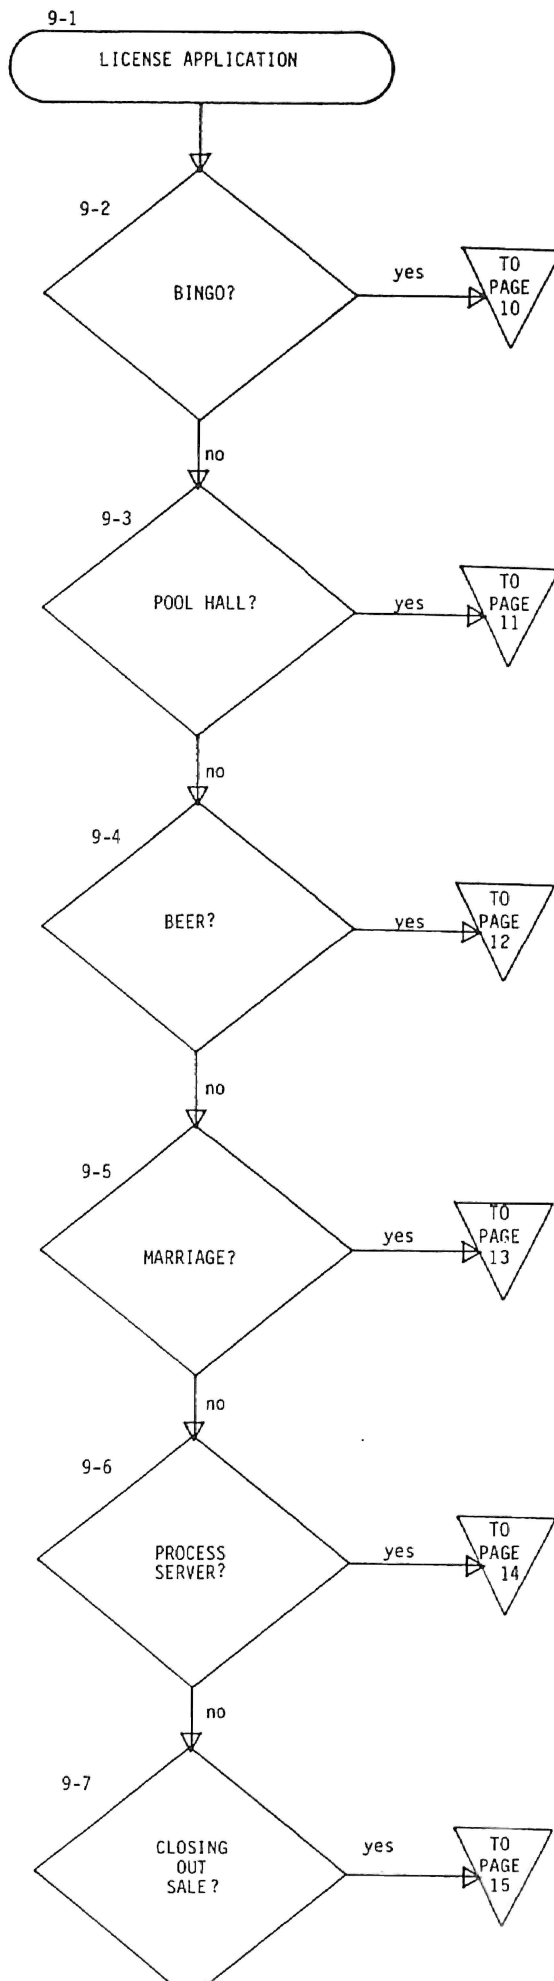 9-1
LICENSE APPLICATION
9-2
BINGO?
yes
TO
PAGE
10
no
9-3
POOL HALL?
yes
TO
PAGE
11
no
9-4
BEER?
yes
TO
PAGE
12
no
9-5
MARRIAGE?
yes
TO
PAGE
13
no
9-6
PROCESS
SERVER?
yes
TO
PAGE
14
no
9-7
CLOSING
OUT
SALE?
yes
TO
PAGE
15